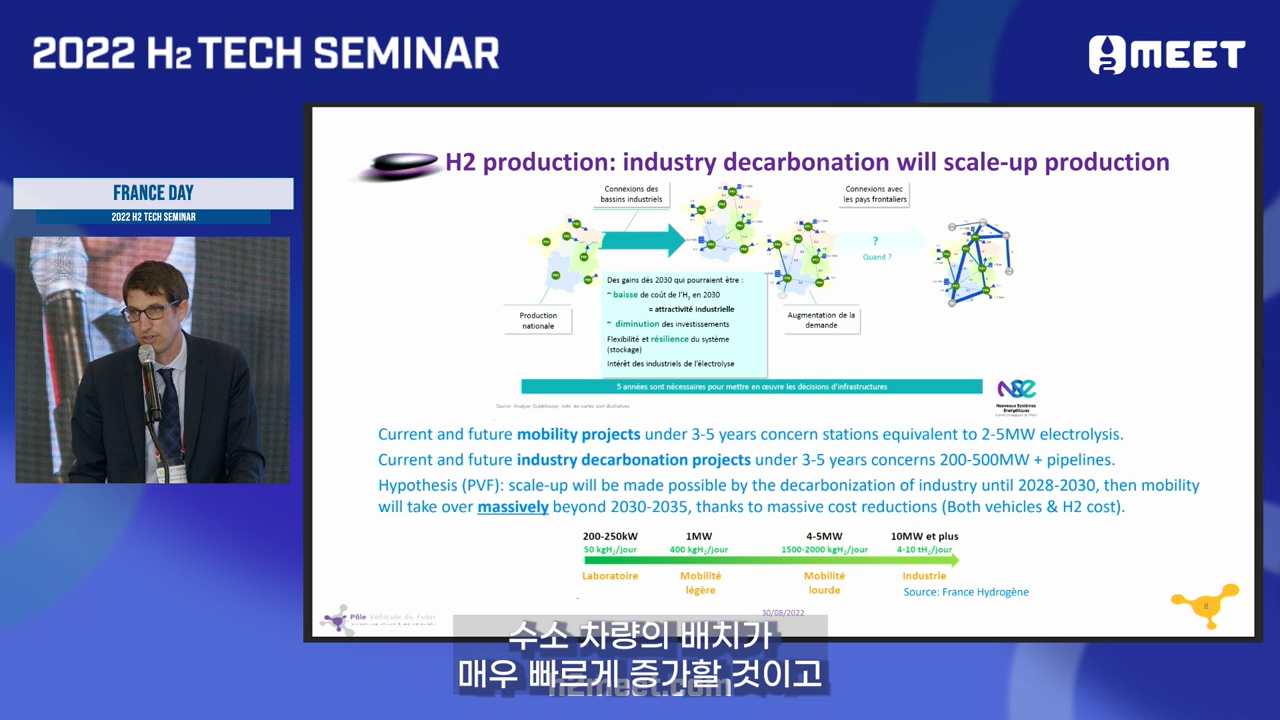 2022 H2 TECH SEMINAR
H2 MEET
FRANCE DAY
2022 H2 TECH SEMINAR
H2 production: industry decarbonation will scale-up production
Connexions des
bassins industriels
Connexions avec
les pays frontaliers
?
Quand ?
Des gains dés 2030 qui pourraient être :
~ baisse de coût de l'H2 en 2030
= attractivité industrielle
~ diminution des investissements
Flexibilité et résilience du système
(stockage)
Intérêt des industriels de l'électrolyse
Production
nationale
Augmentation de la
demande
5 années sont nécessaires pour mettre en œuvre les décisions d'infrastructures
Nouveaux Systèmes
Énergétiques
Current and future mobility projects under 3-5 years concern stations equivalent to 2-5MW electrolysis.
Current and future industry decarbonation projects under 3-5 years concerns 200-500MW + pipelines.
Hypothesis (PVF): scale-up will be made possible by the decarbonization of industry until 2028-2030, then mobility
will take over massively beyond 2030-2035, thanks to massive cost reductions (Both vehicles & H2 cost).
200-250kW 1MW 4-5MW 10MW et plus
50 kgH2/jour 400 kgH2/jour 1500-2000 kgH2/jour 4-10 tH2/jour
Laboratoire Mobilité légère Mobilité lourde Industrie
Source: France Hydrogène
Pôle Véhicule du Futur
30/08/2022
8
수소 차량의 배치가
매우 빠르게 증가할 것이고
h2meet.com